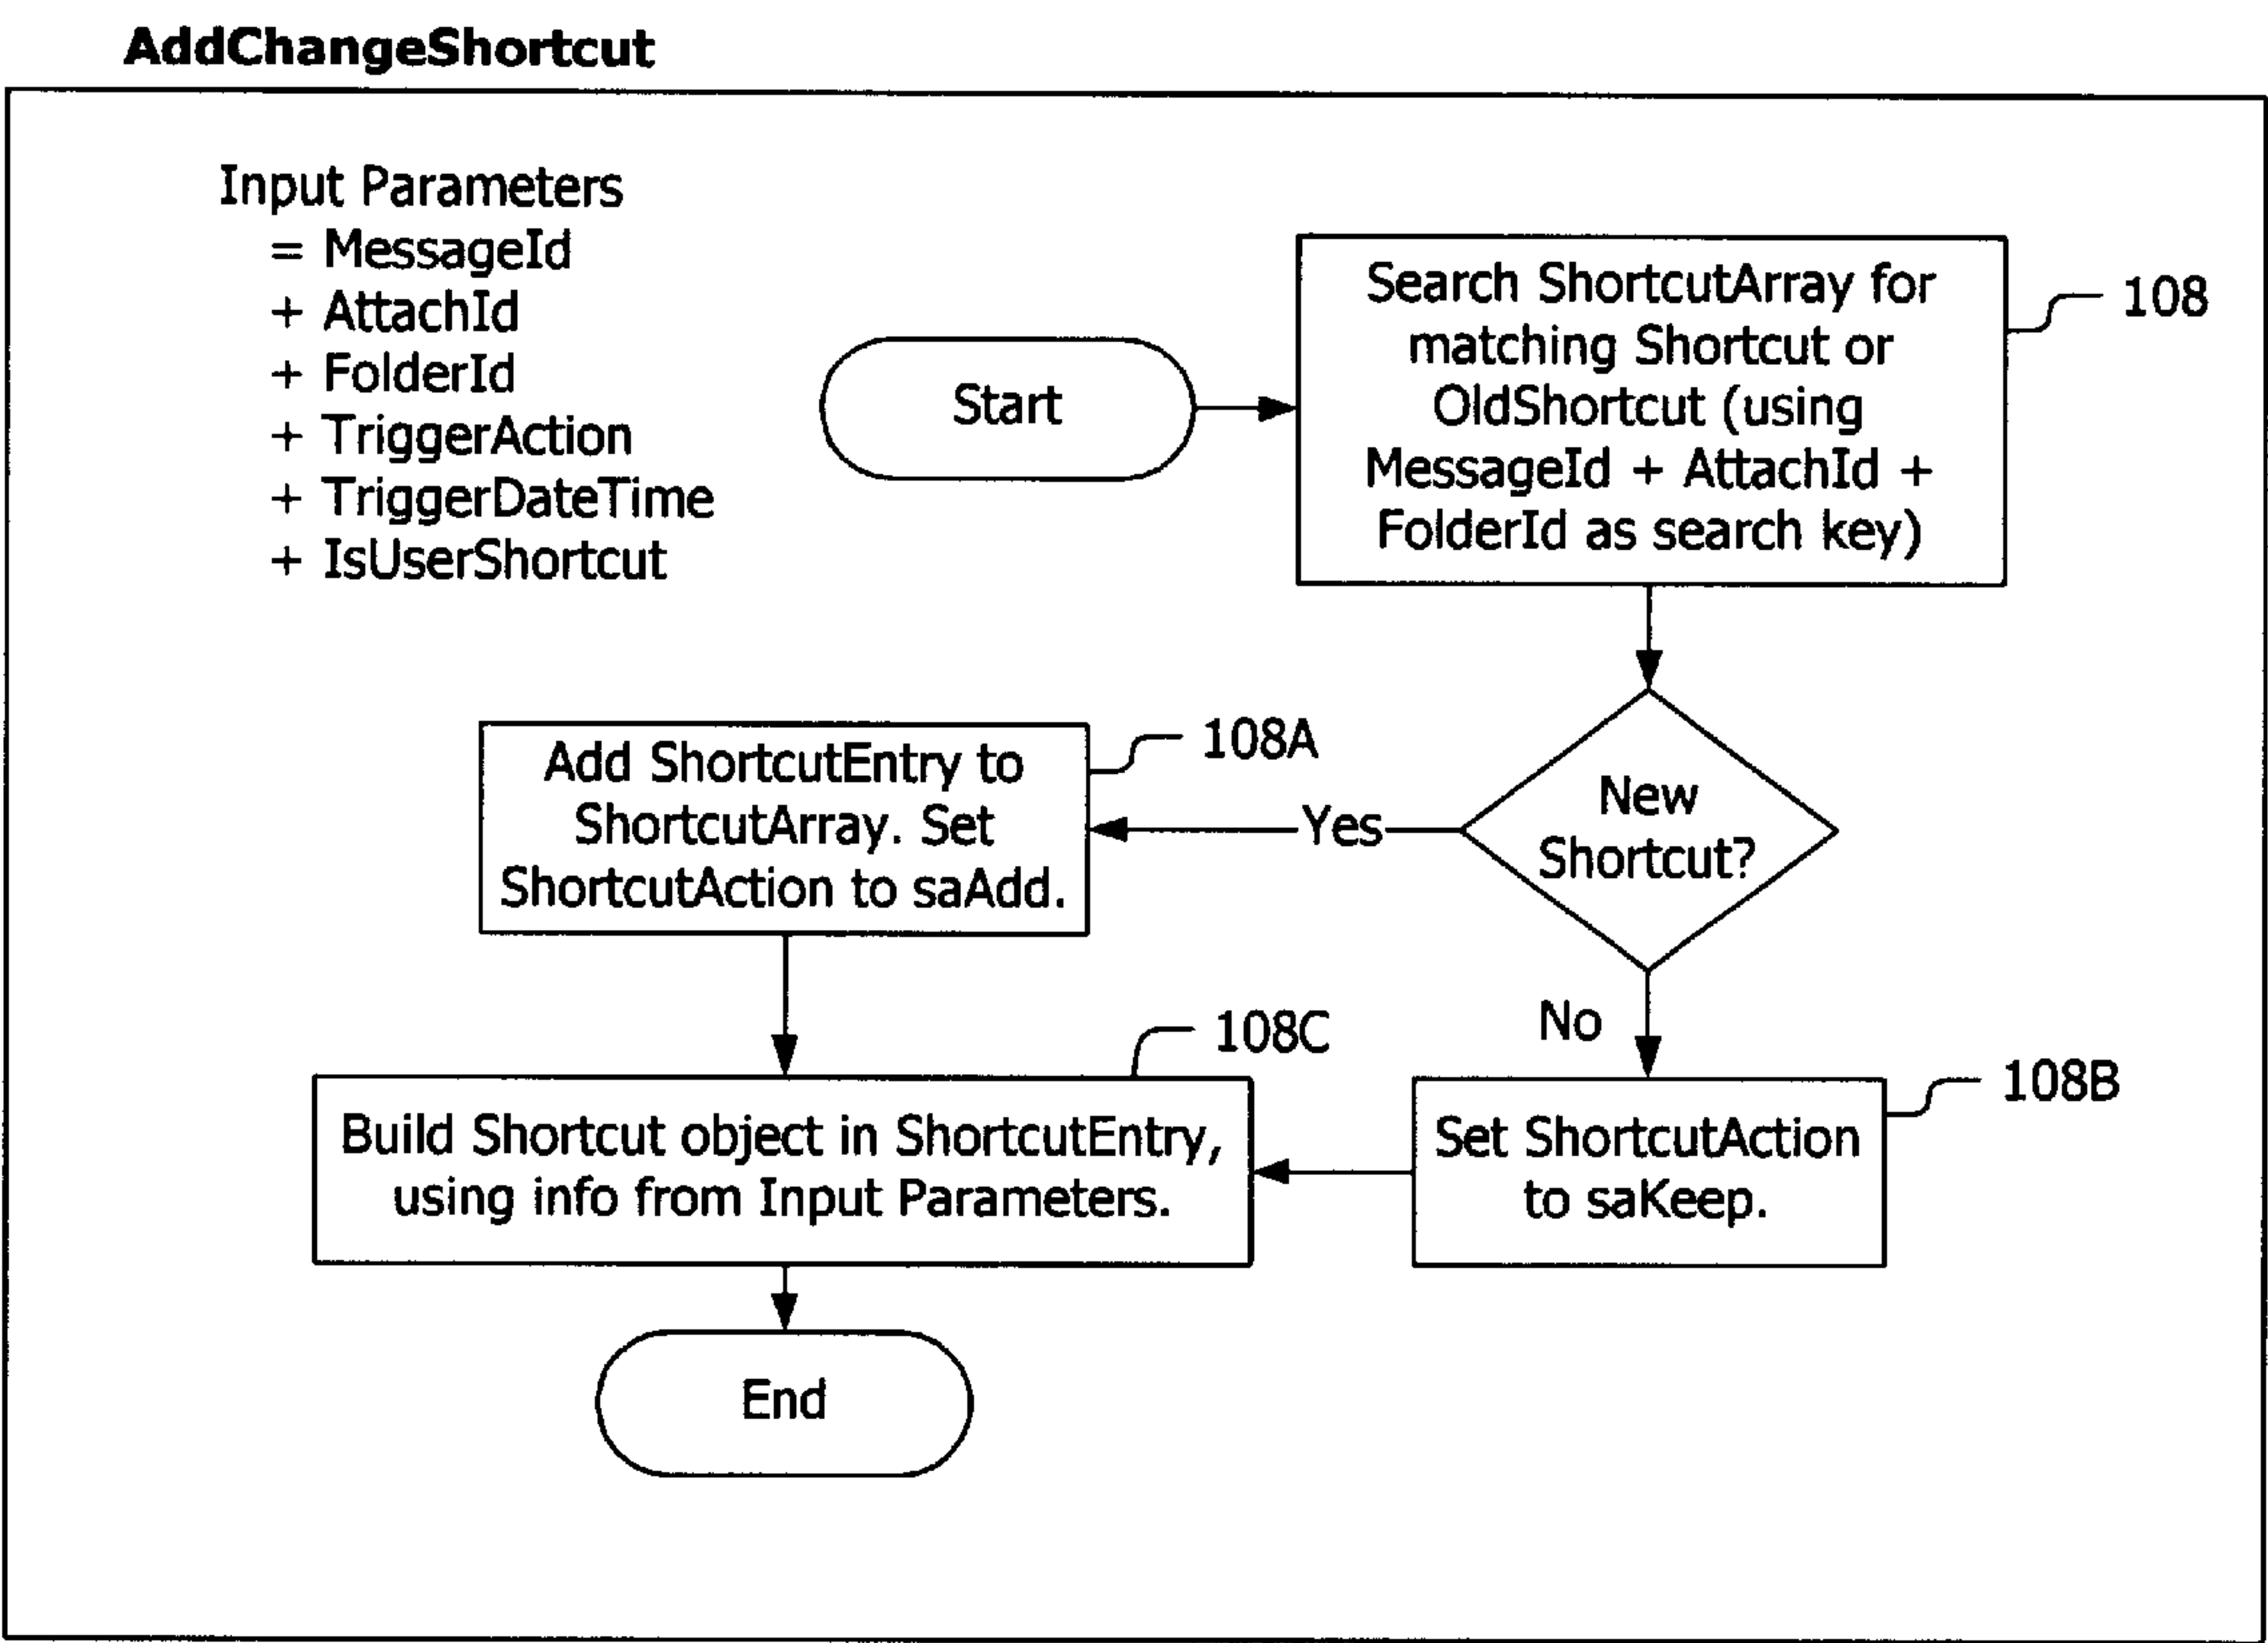 AddChangeShortcut
Input Parameters
= MessageId
+ AttachId
+ FolderId
+ TriggerAction
+ TriggerDateTime
+ IsUserShortcut
Start
Search ShortcutArray for
matching Shortcut or
OldShortcut (using
MessageId + AttachId +
FolderId as search key)
108
New
Shortcut?
Yes
Add ShortcutEntry to
ShortcutArray. Set
ShortcutAction to saAdd.
108A
No
Set ShortcutAction
to saKeep.
108B
Build Shortcut object in ShortcutEntry,
using info from Input Parameters.
108C
End